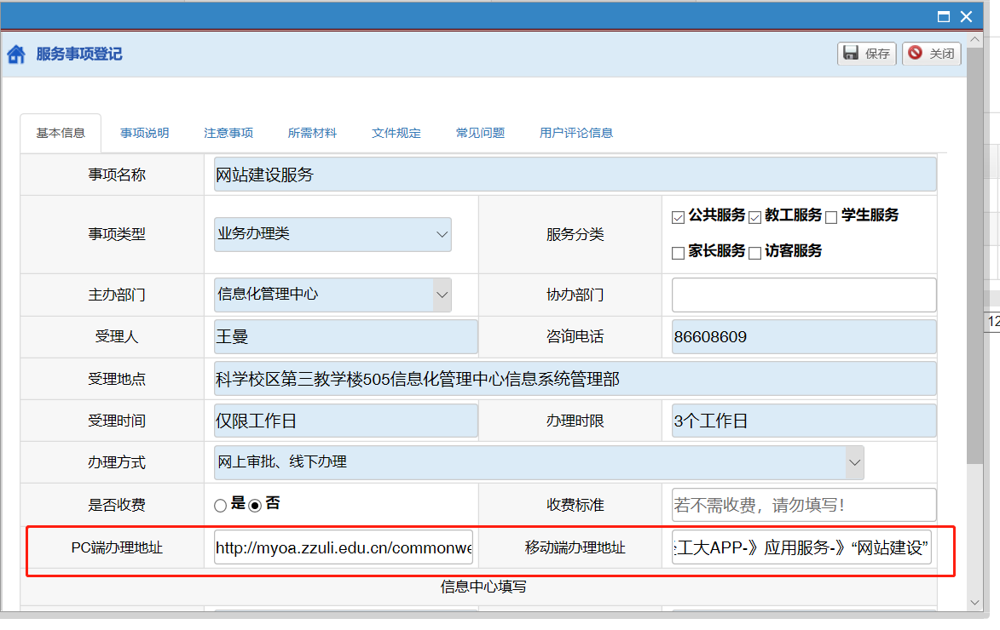 服务事项登记
保存 关闭
基本信息 事项说明 注意事项 所需材料 文件规定 常见问题 用户评论信息
事项名称 网站建设服务
事项类型 业务办理类 服务分类 公共服务 教工服务 学生服务
家长服务 访客服务
主办部门 信息化管理中心 协办部门
受理人 王曼 咨询电话 86608609
受理地点 科学校区第三教学楼505信息化管理中心信息系统管理部
受理时间 仅限工作日 办理时限 3个工作日
办理方式 网上审批、线下办理
是否收费 是 否 收费标准 若不需收费，请勿填写！
PC端办理地址 http://myoa.zzuli.edu.cn/commonwe 移动端办理地址 工大APP-》应用服务-》“网站建设”
信息中心填写
12